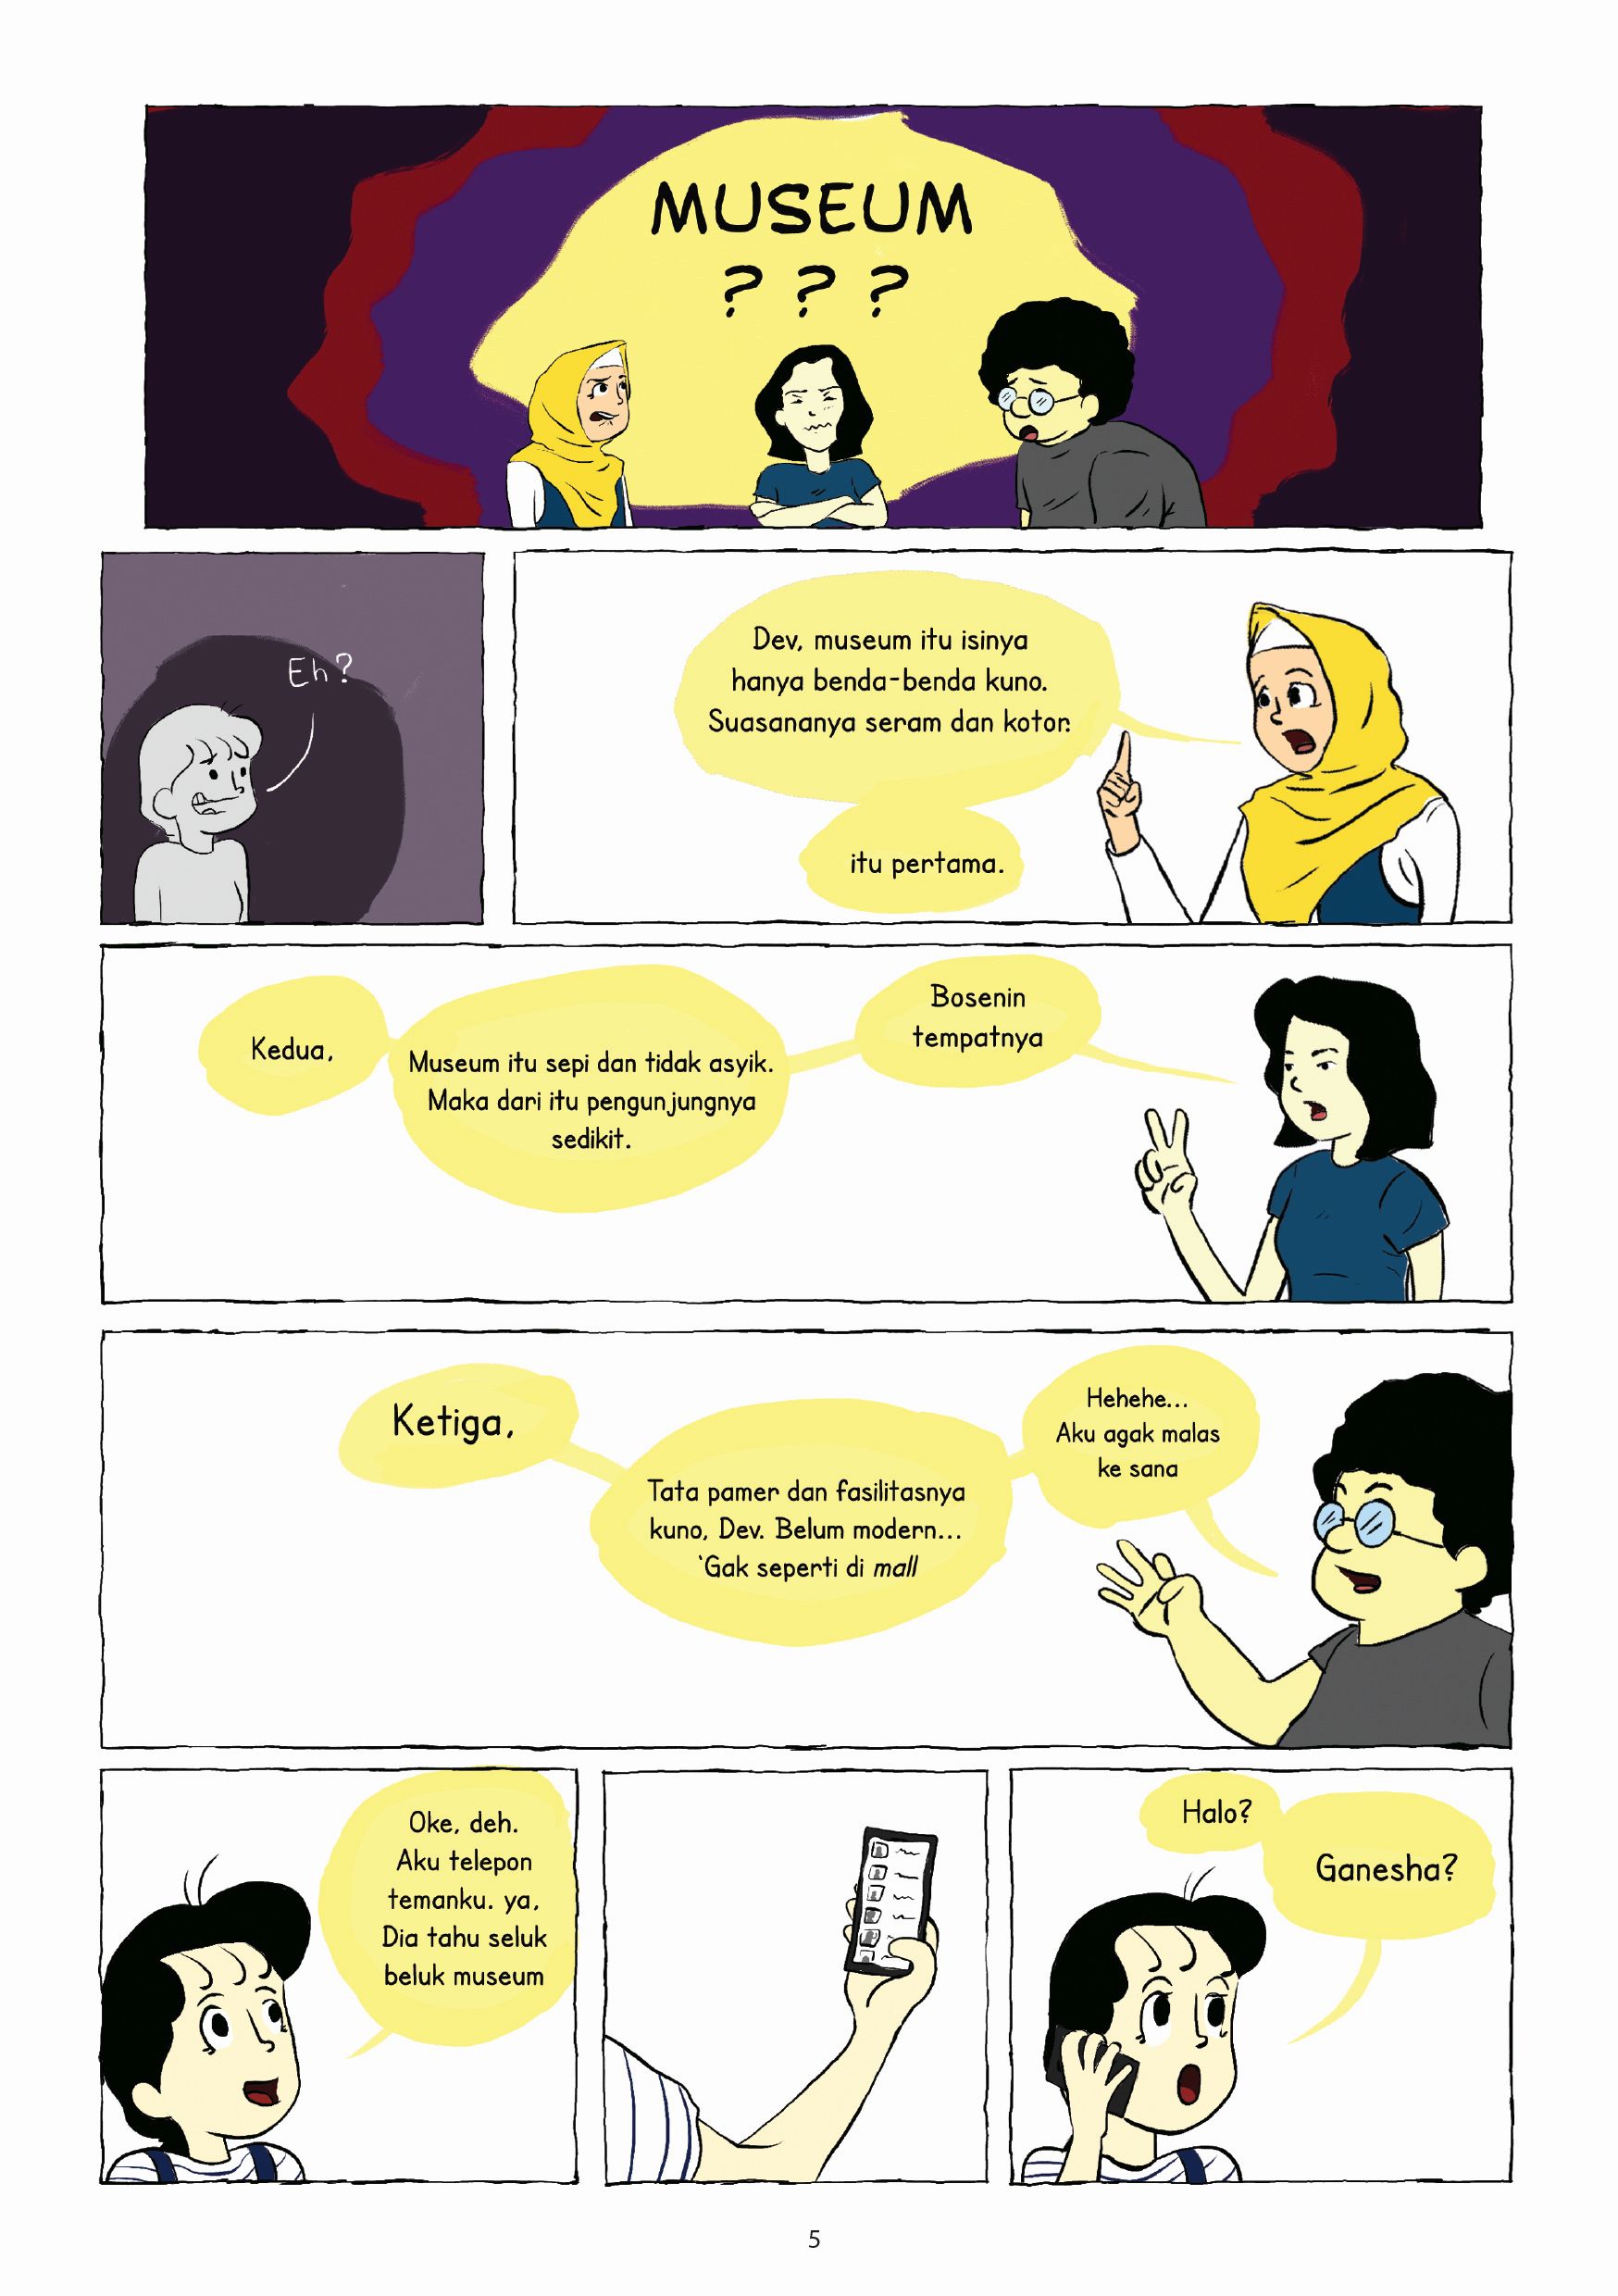 MUSEUM
? ? ?
Eh?
Dev, museum itu isinya
hanya benda-benda kuno.
Suasananya seram dan kotor.
itu pertama.
Kedua,
Museum itu sepi dan tidak asyik.
Maka dari itu pengunjungnya
sedikit.
Bosenin
tempatnya
Ketiga,
Tata pamer dan fasilitasnya
kuno, Dev. Belum modern...
'Gak seperti di mall
Hehehe...
Aku agak malas
ke sana
Oke, deh.
Aku telepon
temanku. ya,
Dia tahu seluk
beluk museum
Halo?
Ganesha?
5